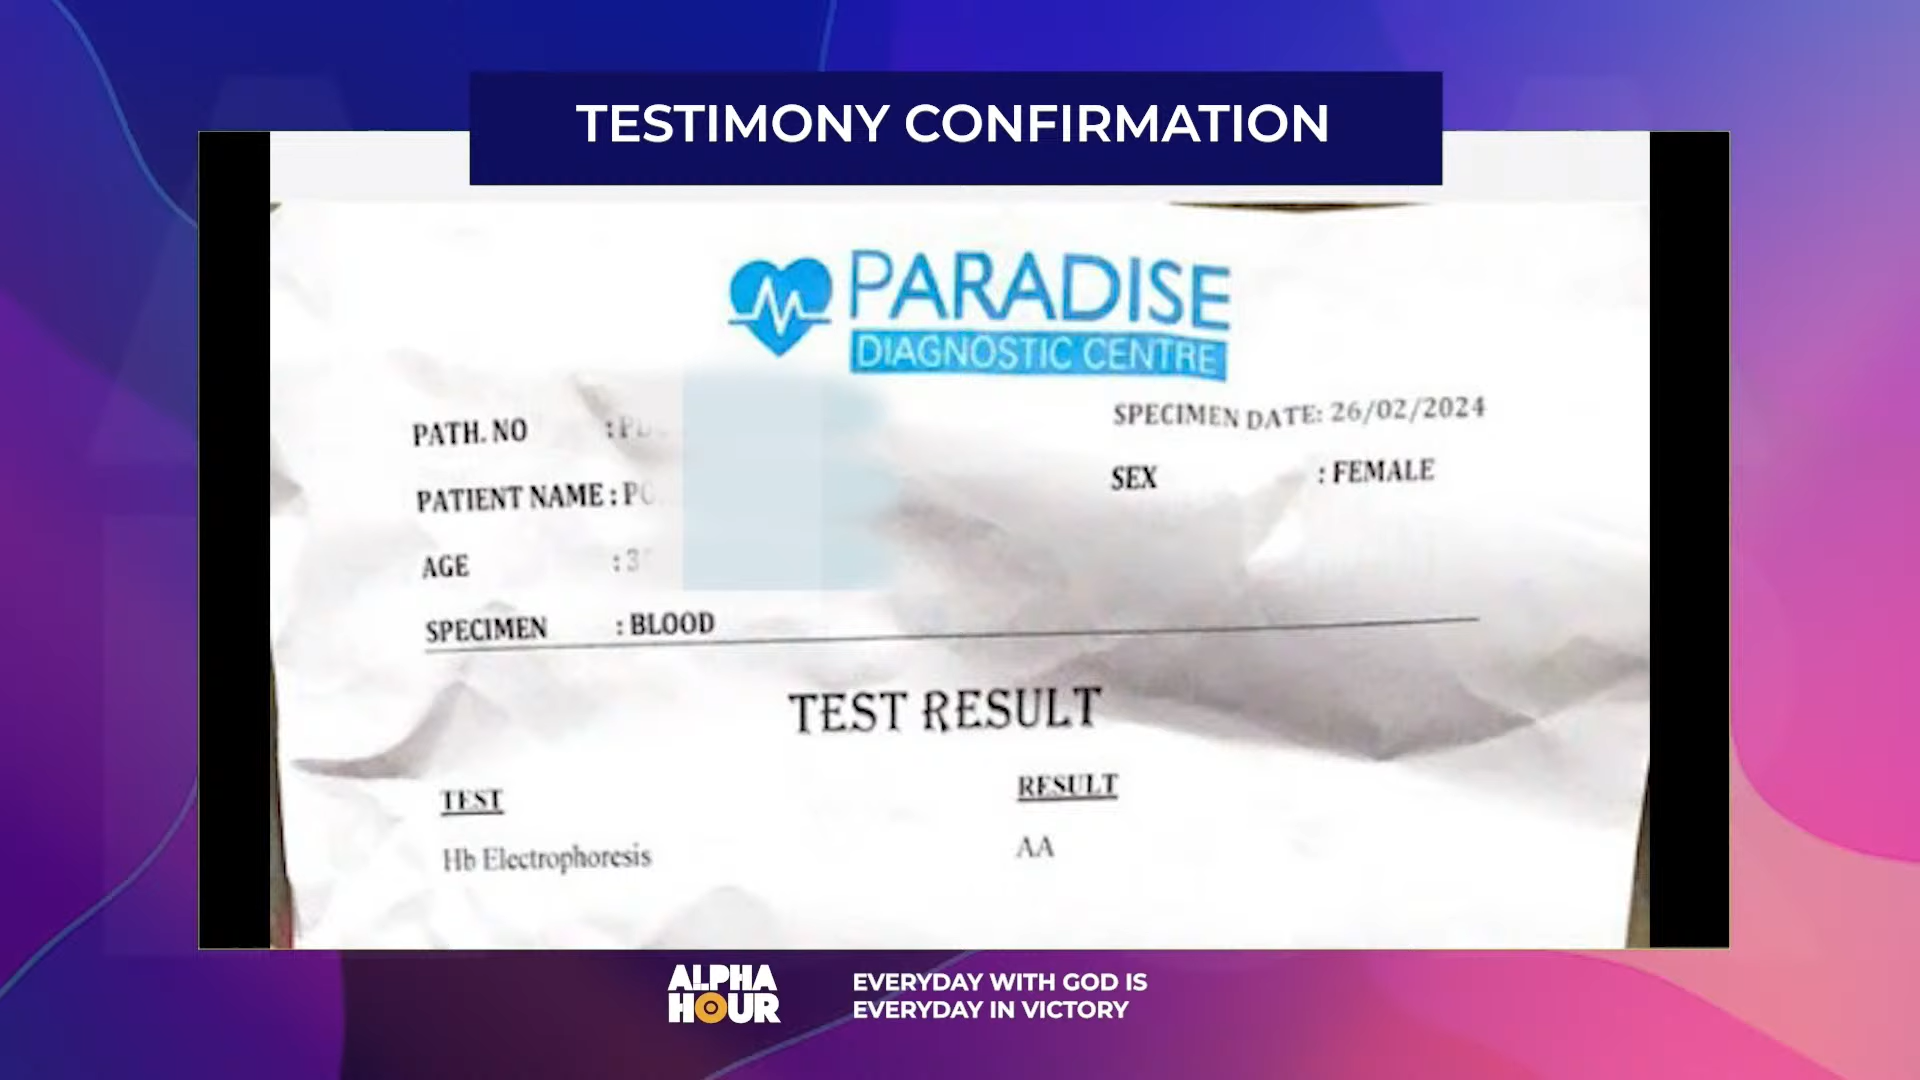 TESTIMONY CONFIRMATION
PARADISE
DIAGNOSTIC CENTRE
PATH. NO :
SPECIMEN DATE: 26/02/2024
PATIENT NAME :
SEX : FEMALE
AGE :
SPECIMEN : BLOOD
TEST RESULT
TEST RESULT
Hb Electrophoresis AA
ALPHA
HOUR
EVERYDAY WITH GOD IS
EVERYDAY IN VICTORY